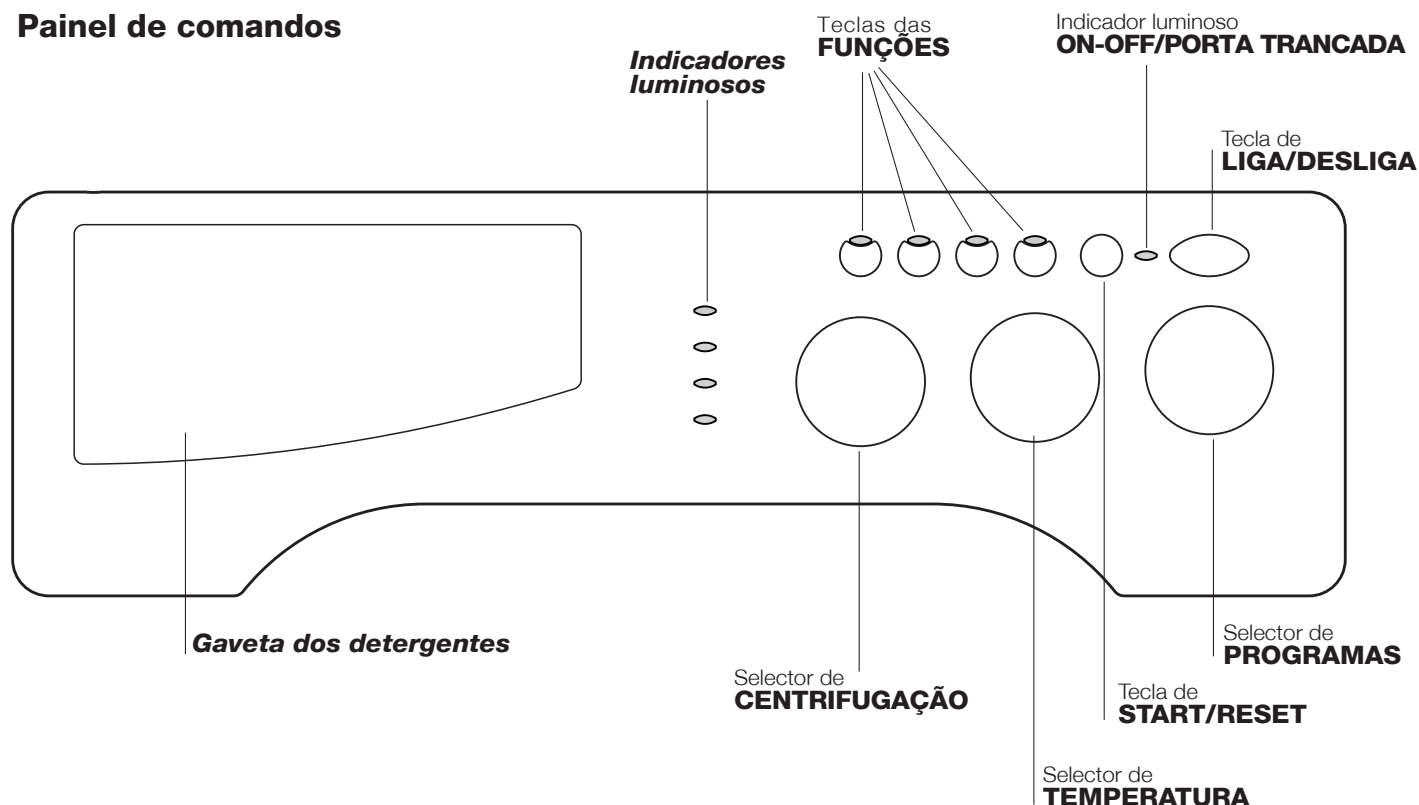 Painel de comandos
Indicadores
luminosos
Teclas das
FUNÇÕES
Indicador luminoso
ON-OFF/PORTA TRANCADA
Tecla de
LIGA/DESLIGA
Gaveta dos detergentes
Selector de
CENTRIFUGAÇÃO
Selector de
TEMPERATURA
Tecla de
START/RESET
Selector de
PROGRAMAS